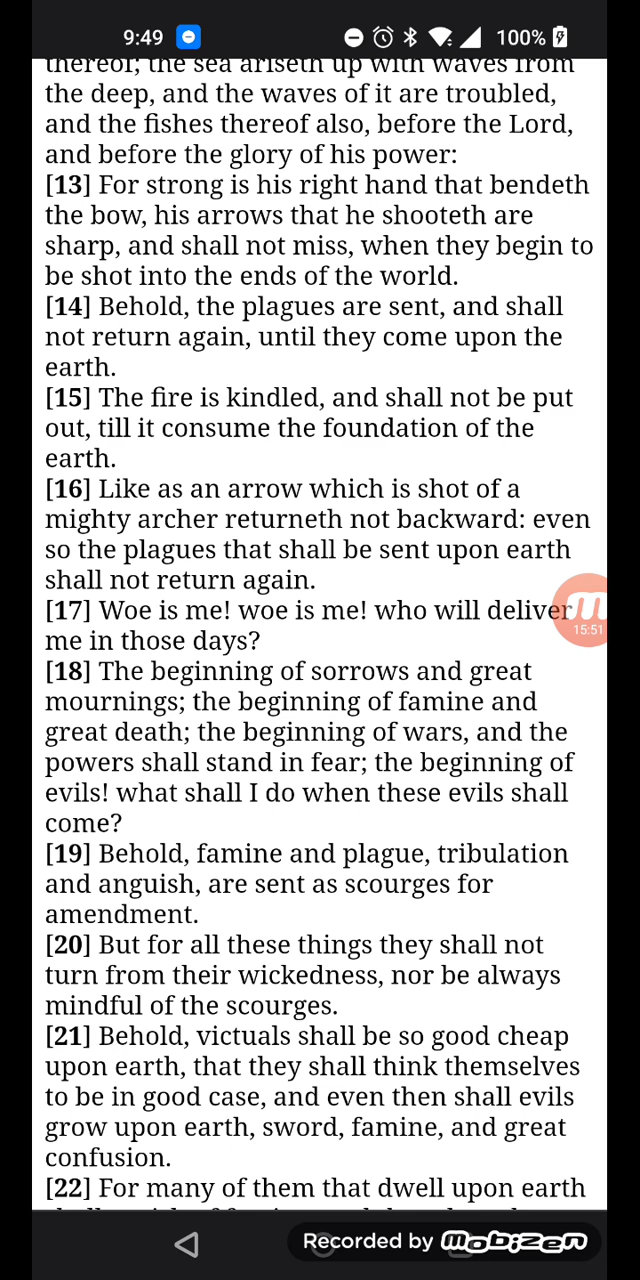 9:49
100%
thereof; the sea ariseth up with waves from
the deep, and the waves of it are troubled,
and the fishes thereof also, before the Lord,
and before the glory of his power:
[13] For strong is his right hand that bendeth
the bow, his arrows that he shooteth are
sharp, and shall not miss, when they begin to
be shot into the ends of the world.
[14] Behold, the plagues are sent, and shall
not return again, until they come upon the
earth.
[15] The fire is kindled, and shall not be put
out, till it consume the foundation of the
earth.
[16] Like as an arrow which is shot of a
mighty archer returneth not backward: even
so the plagues that shall be sent upon earth
shall not return again.
[17] Woe is me! woe is me! who will deliver
me in those days?
15:51
[18] The beginning of sorrows and great
mournings; the beginning of famine and
great death; the beginning of wars, and the
powers shall stand in fear; the beginning of
evils! what shall I do when these evils shall
come?
[19] Behold, famine and plague, tribulation
and anguish, are sent as scourges for
amendment.
[20] But for all these things they shall not
turn from their wickedness, nor be always
mindful of the scourges.
[21] Behold, victuals shall be so good cheap
upon earth, that they shall think themselves
to be in good case, and even then shall evils
grow upon earth, sword, famine, and great
confusion.
[22] For many of them that dwell upon earth
Recorded by Mobizen